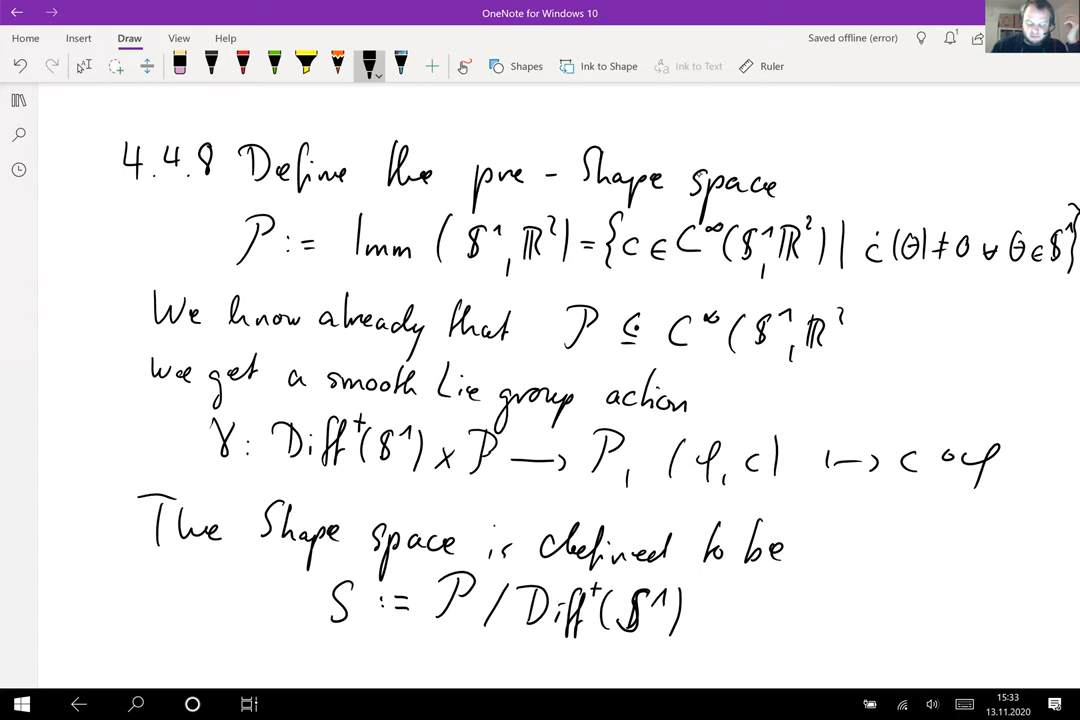 OneNote for Windows 10
Home Insert Draw View Help
Saved offline (error)
Shapes Ink to Shape Ink to Text Ruler
4.4.8 Define the pre-Shape space
P := Imm (𝕊¹, ℝ²) = {c ∈ C^∞(𝕊¹, ℝ²) | ċ(θ) ≠ 0 ∀ θ ∈ 𝕊¹}
We know already that P ⊆ C^∞(𝕊¹, ℝ²
we get a smooth Lie group action
γ: Diff⁺(𝕊¹) × P → P, (φ, c) ↦ c ∘ φ
The Shape space is defined to be
S := P / Diff⁺(𝕊¹)
15:33
13.11.2020